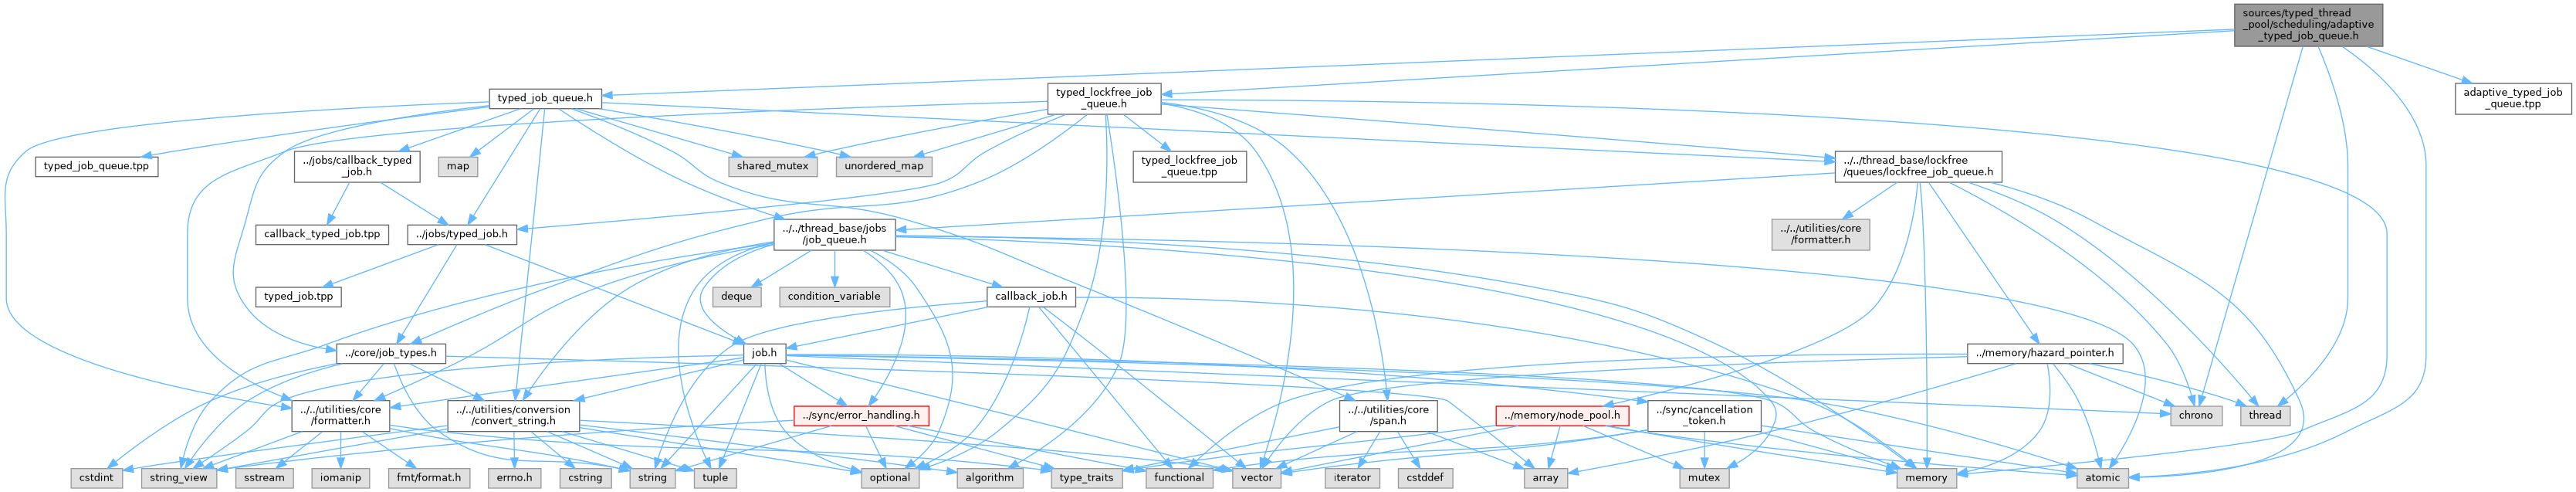 sources/typed_thread
_pool/scheduling/adaptive
_typed_job_queue.h
typed_job_queue.h
typed_lockfree_job
_queue.h
adaptive_typed_job
_queue.tpp
typed_job_queue.tpp
../jobs/callback_typed
_job.h
map
shared_mutex
unordered_map
typed_lockfree_job
_queue.tpp
../../thread_base/lockfree
/queues/lockfree_job_queue.h
callback_typed_job.tpp
../jobs/typed_job.h
../../thread_base/jobs
/job_queue.h
../../utilities/core
/formatter.h
typed_job.tpp
deque
condition_variable
callback_job.h
../core/job_types.h
job.h
../memory/hazard_pointer.h
../../utilities/core
/formatter.h
../../utilities/conversion
/convert_string.h
../sync/error_handling.h
../../utilities/core
/span.h
../memory/node_pool.h
../sync/cancellation
_token.h
chrono
thread
cstdint
string_view
sstream
iomanip
fmt/format.h
errno.h
cstring
string
tuple
optional
algorithm
type_traits
functional
vector
iterator
cstddef
array
mutex
memory
atomic